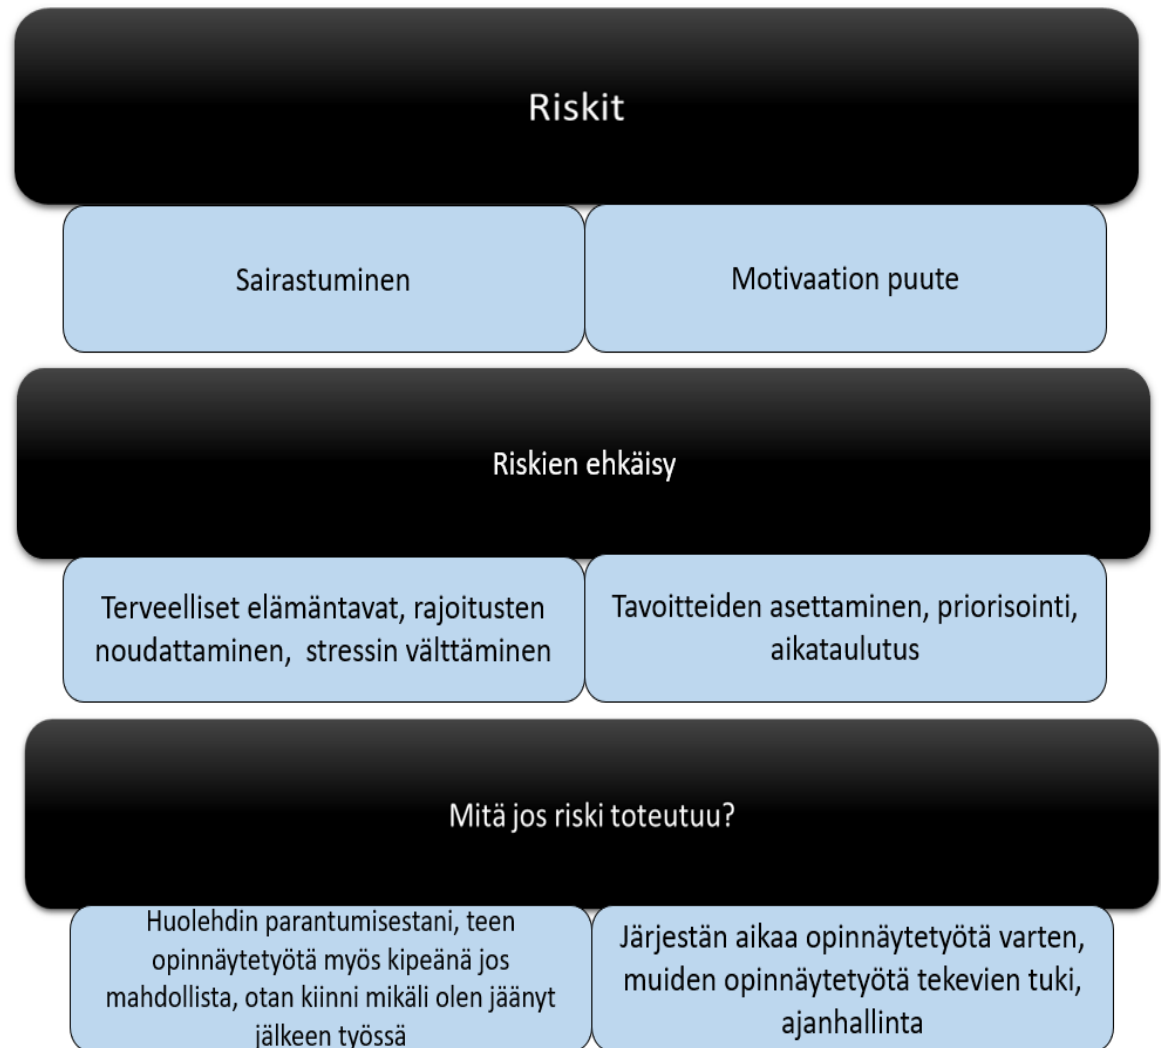 Riskit
Sairastuminen
Motivaation puute
Riskien ehkäisy
Terveelliset elämäntavat, rajoitusten
noudattaminen, stressin välttäminen
Tavoitteiden asettaminen, priorisointi,
aikataulutus
Mitä jos riski toteutuu?
Huolehdin parantumisestani, teen
opinnäytetyötä myös kipeänä jos
mahdollista, otan kiinni mikäli olen jäänyt
jälkeen työssä
Järjestän aikaa opinnäytetyötä varten,
muiden opinnäytetyötä tekevien tuki,
ajanhallinta